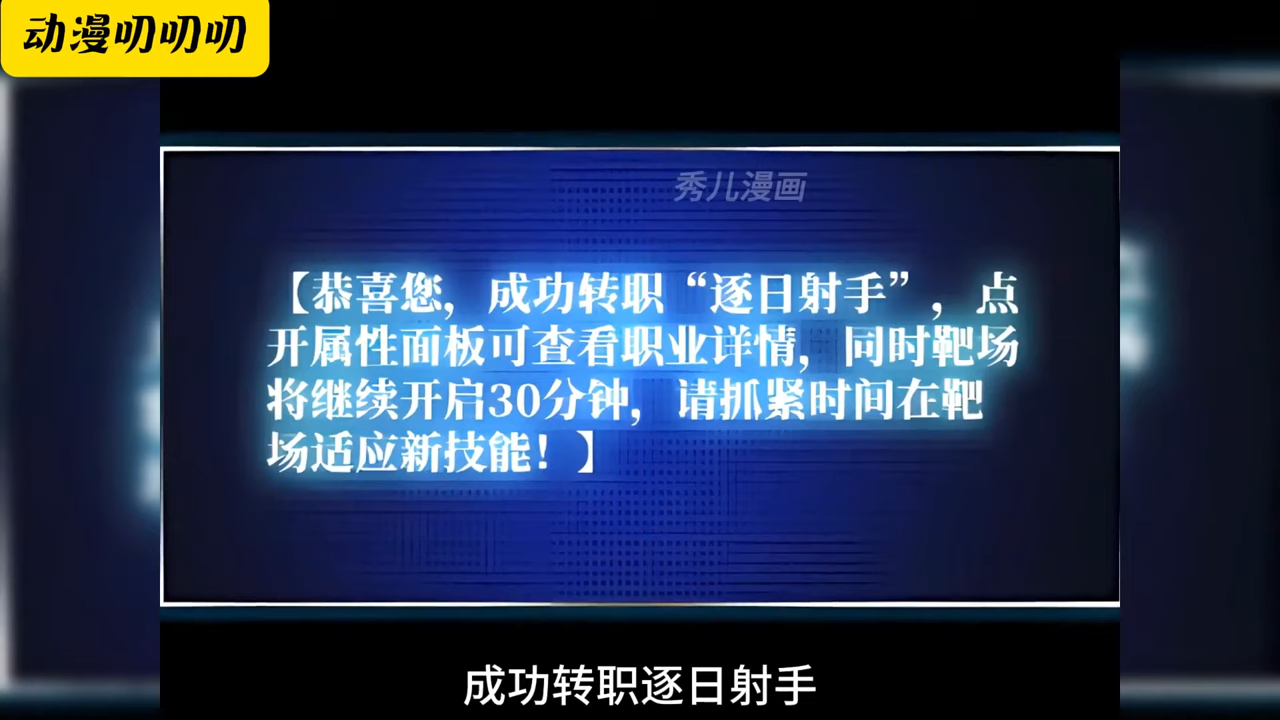 动漫叨叨叨
秀儿漫画
【恭喜您，成功转职“逐日射手”，点
开属性面板可查看职业详情，同时靶场
将继续开启30分钟，请抓紧时间在靶
场适应新技能！】
成功转职逐日射手